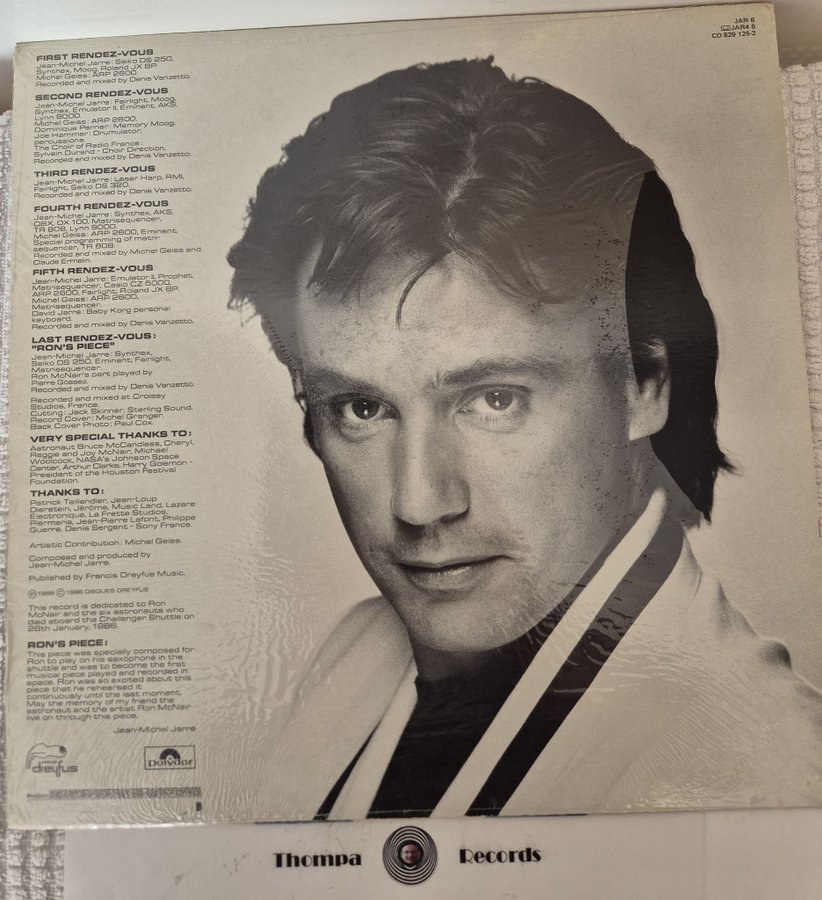 JAR 6
JAR4 6
CD 829 125-2
FIRST RENDEZ-VOUS
Jean-Michel Jarre: Seiko DS 250,
Synthex, Moog, Roland JX 8P.
Michel Geiss: ARP 2600.
Recorded and mixed by Denis Vanzetto.
SECOND RENDEZ-VOUS
Jean-Michel Jarre: Fairlight, Moog,
Synthex, Emulator II, Eminent, AKS,
Lynn 9000.
Michel Geiss: ARP 2600.
Dominique Perrier: Memory Moog.
Joe Hammer: Drumulator,
percussions.
The Choir of Radio France:
Sylvain Durand - Choir Direction,
Recorded and mixed by Denis Vanzetto.
THIRD RENDEZ-VOUS
Jean-Michel Jarre: Laser Harp, RMI,
Fairlight, Seiko DS 320.
Recorded and mixed by Denis Vanzetto.
FOURTH RENDEZ-VOUS
Jean-Michel Jarre: Synthex, AKS,
OBX, DX 100, Matrisequencer,
TR 808, Lynn 9000.
Michel Geiss: ARP 2600, Eminent.
Special programming of matri-
sequencer, TR 808.
Recorded and mixed by Michel Geiss and
Claude Ermelin.
FIFTH RENDEZ-VOUS
Jean-Michel Jarre: Emulator II, Prophet,
Matrisequencer, Casio CZ 5000,
ARP 2600, Fairlight, Roland JX 8P.
Michel Geiss: ARP 2600,
Matrisequencer.
David Jarre: Baby Korg personal
keyboard.
Recorded and mixed by Denis Vanzetto.
LAST RENDEZ-VOUS:
"RON'S PIECE"
Jean-Michel Jarre: Synthex,
Seiko DS 250, Eminent, Fairlight,
Matrisequencer.
Ron McNair's part played by
Pierre Gossez.
Recorded and mixed by Denis Vanzetto.
Recorded and mixed at Croissy
Studios, France.
Cutting: Jack Skinner, Sterling Sound.
Record Cover: Michel Granger.
Back Cover Photo: Paul Cox.
VERY SPECIAL THANKS TO:
Astronaut Bruce McCandless, Cheryl,
Reggie and Joy McNair, Michael
Woolcock, NASA's Johnson Space
Center, Arthur Clarke, Harry Golemon -
President of the Houston Festival
Foundation.
THANKS TO:
Patrick Taillandier, Jean-Loup
Dierstein, Jérôme, Music Land, Lazare
Electronique, La Frette Studios,
Piermaria, Jean-Pierre Lafont, Philippe
Guerre, Denis Sergent - Sony France.
Artistic Contribution: Michel Geiss.
Composed and produced by
Jean-Michel Jarre.
Published by Francis Dreyfus Music.
℗ 1986 © 1986 DISQUES DREYFUS
This record is dedicated to Ron
McNair and the six astronauts who
died aboard the Challenger Shuttle on
28th January, 1986.
RON'S PIECE:
This piece was specially composed for
Ron to play on his saxophone in the
shuttle and was to become the first
musical piece played and recorded in
space. Ron was so excited about this
piece that he rehearsed it
continuously until the last moment.
May the memory of my friend the
astronaut and the artist Ron McNair
live on through this piece.
Jean-Michel Jarre
dreyfus
Polydor
Thompa Records